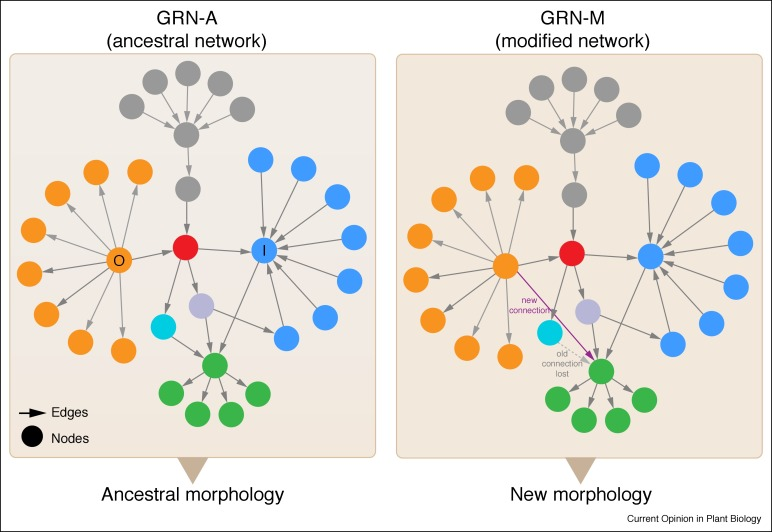 GRN-A
(ancestral network)
GRN-M
(modified network)
O
I
new
connection
old
connection
lost
Edges
Nodes
Ancestral morphology
New morphology
Current Opinion in Plant Biology